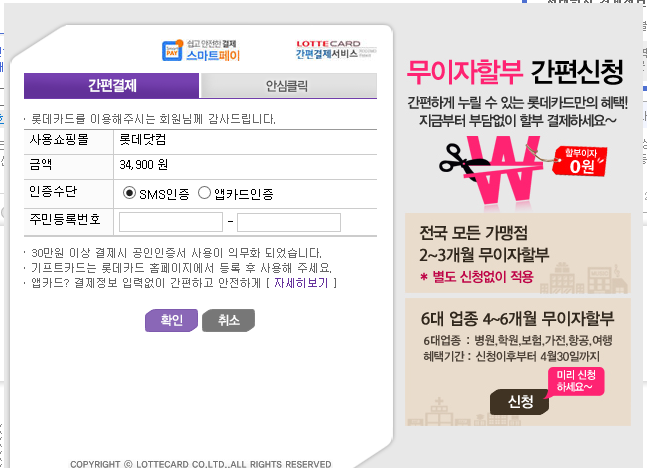 쉽고 안전한 결제
스마트페이
LOTTECARD
간편결제서비스
간편결제
안심클릭
· 롯데카드를 이용해주시는 회원님께 감사드립니다.
사용쇼핑몰 롯데닷컴
금액 34,900 원
인증수단 SMS인증 앱카드인증
주민등록번호 -
· 30만원 이상 결제시 공인인증서 사용이 의무화 되었습니다.
· 기프트카드는 롯데카드 홈페이지에서 등록 후 사용해 주세요.
· 앱카드? 결제정보 입력없이 간편하고 안전하게 [ 자세히보기 ]
확인 취소
COPYRIGHT ⓒ LOTTECARD CO.LTD.,ALL RIGHTS RESERVED
무이자할부 간편신청
간편하게 누릴 수 있는 롯데카드만의 혜택!
지금부터 부담없이 할부 결제하세요~
할부이자
0원
전국 모든 가맹점
2~3개월 무이자할부
* 별도 신청없이 적용
6대 업종 4~6개월 무이자할부
6대업종 : 병원,학원,보험,가전,항공,여행
혜택기간 : 신청이후부터 4월30일까지
미리 신청
하세요~
신청